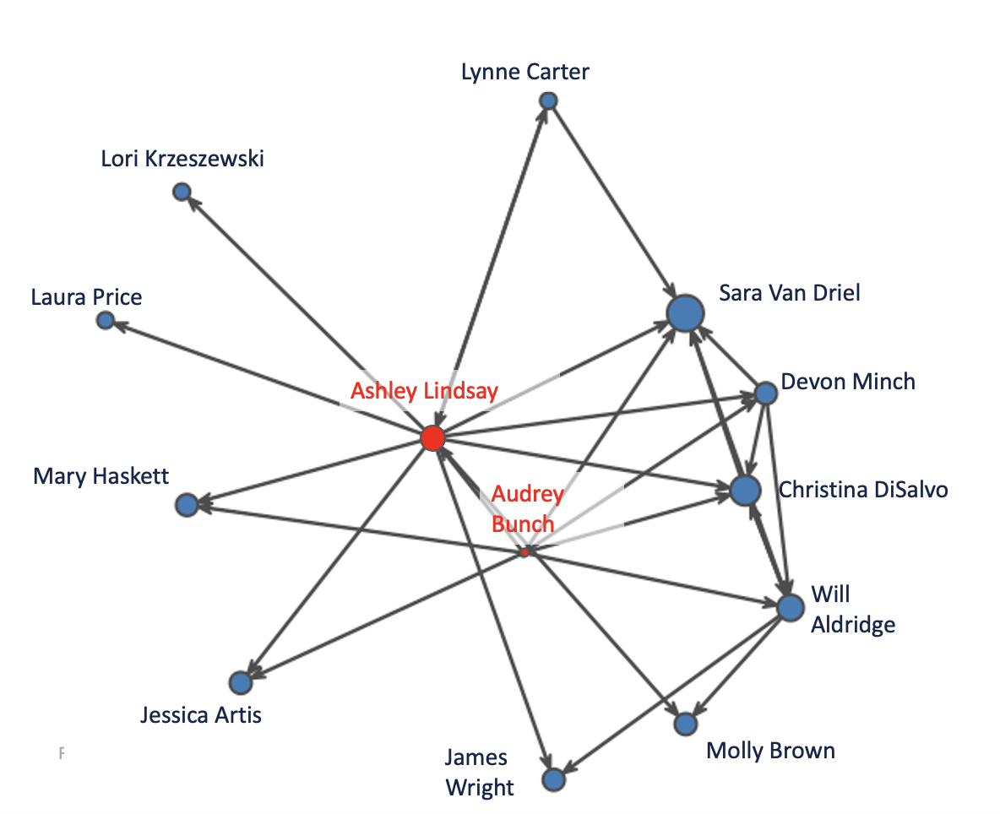 Lynne Carter
Lori Krzeszewski
Laura Price
Sara Van Driel
Devon Minch
Ashley Lindsay
Mary Haskett
Christina DiSalvo
Audrey
Bunch
Will
Aldridge
Jessica Artis
Molly Brown
James
Wright
F